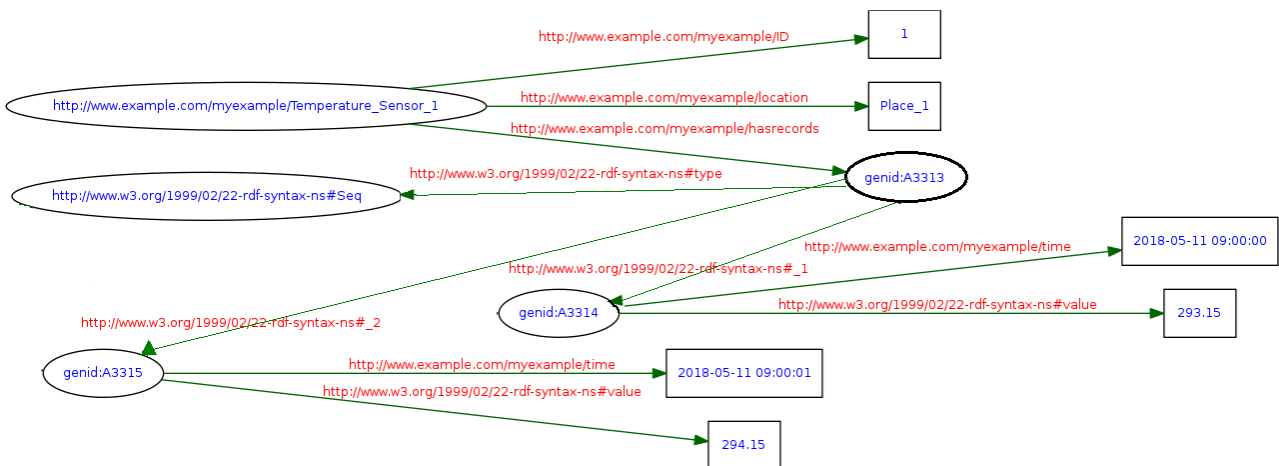 http://www.example.com/myexample/ID
1
http://www.example.com/myexample/Temperature_Sensor_1
http://www.example.com/myexample/location
Place_1
http://www.example.com/myexample/hasrecords
http://www.w3.org/1999/02/22-rdf-syntax-ns#type
genid:A3313
http://www.w3.org/1999/02/22-rdf-syntax-ns#Seq
http://www.example.com/myexample/time
2018-05-11 09:00:00
http://www.w3.org/1999/02/22-rdf-syntax-ns#_1
http://www.w3.org/1999/02/22-rdf-syntax-ns#value
genid:A3314
293.15
http://www.w3.org/1999/02/22-rdf-syntax-ns#_2
http://www.example.com/myexample/time
genid:A3315
2018-05-11 09:00:01
http://www.w3.org/1999/02/22-rdf-syntax-ns#value
294.15